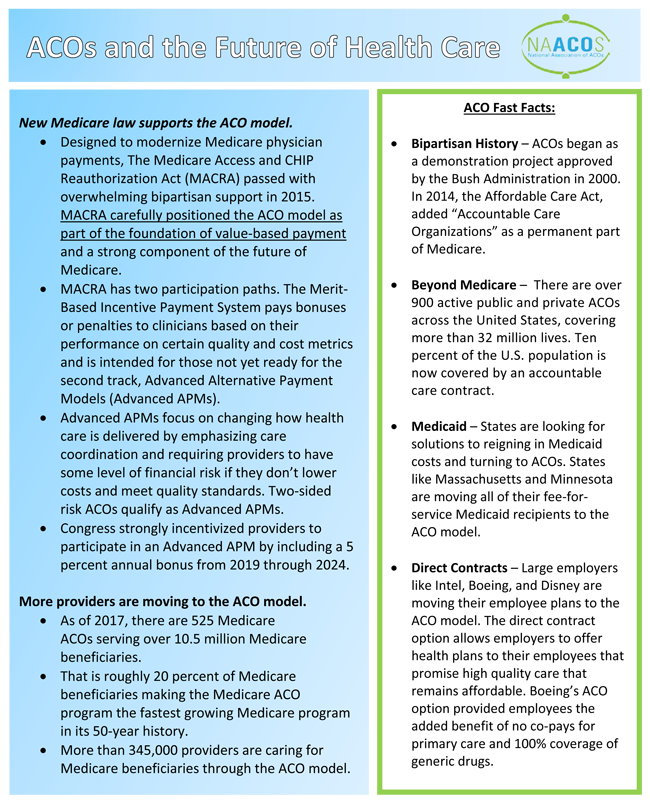 ACOs and the Future of Health Care
NAACOS
National Association of ACOs
New Medicare law supports the ACO model.
• Designed to modernize Medicare physician
payments, The Medicare Access and CHIP
Reauthorization Act (MACRA) passed with
overwhelming bipartisan support in 2015.
MACRA carefully positioned the ACO model as
part of the foundation of value-based payment
and a strong component of the future of
Medicare.
• MACRA has two participation paths. The Merit-
Based Incentive Payment System pays bonuses
or penalties to clinicians based on their
performance on certain quality and cost metrics
and is intended for those not yet ready for the
second track, Advanced Alternative Payment
Models (Advanced APMs).
• Advanced APMs focus on changing how health
care is delivered by emphasizing care
coordination and requiring providers to have
some level of financial risk if they don’t lower
costs and meet quality standards. Two-sided
risk ACOs qualify as Advanced APMs.
• Congress strongly incentivized providers to
participate in an Advanced APM by including a 5
percent annual bonus from 2019 through 2024.
More providers are moving to the ACO model.
• As of 2017, there are 525 Medicare
ACOs serving over 10.5 million Medicare
beneficiaries.
• That is roughly 20 percent of Medicare
beneficiaries making the Medicare ACO
program the fastest growing Medicare program
in its 50-year history.
• More than 345,000 providers are caring for
Medicare beneficiaries through the ACO model.
ACO Fast Facts:
• Bipartisan History – ACOs began as
a demonstration project approved
by the Bush Administration in 2000.
In 2014, the Affordable Care Act,
added “Accountable Care
Organizations” as a permanent part
of Medicare.
• Beyond Medicare – There are over
900 active public and private ACOs
across the United States, covering
more than 32 million lives. Ten
percent of the U.S. population is
now covered by an accountable
care contract.
• Medicaid – States are looking for
solutions to reigning in Medicaid
costs and turning to ACOs. States
like Massachusetts and Minnesota
are moving all of their fee-for-
service Medicaid recipients to the
ACO model.
• Direct Contracts – Large employers
like Intel, Boeing, and Disney are
moving their employee plans to the
ACO model. The direct contract
option allows employers to offer
health plans to their employees that
promise high quality care that
remains affordable. Boeing’s ACO
option provided employees the
added benefit of no co-pays for
primary care and 100% coverage of
generic drugs.